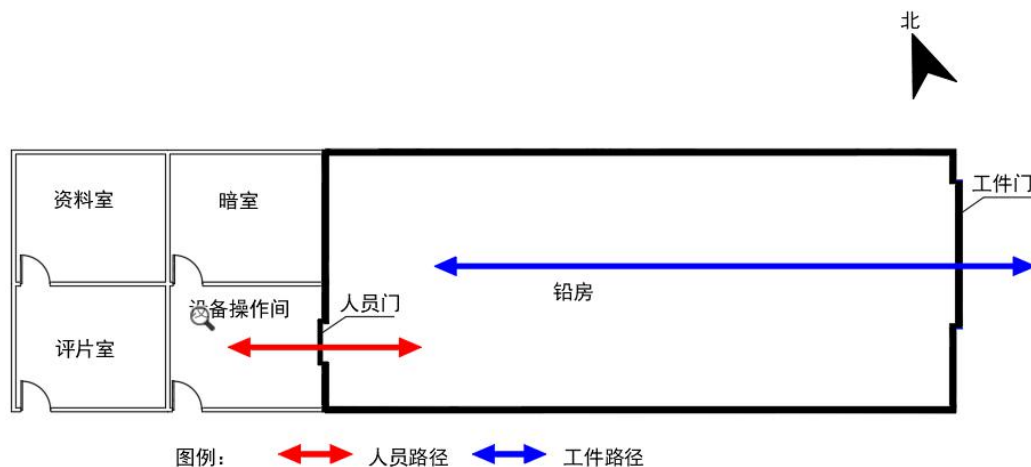 北
资料室
暗室
工件门
铅房
设备操作间
人员门
评片室
图例：
人员路径
工件路径